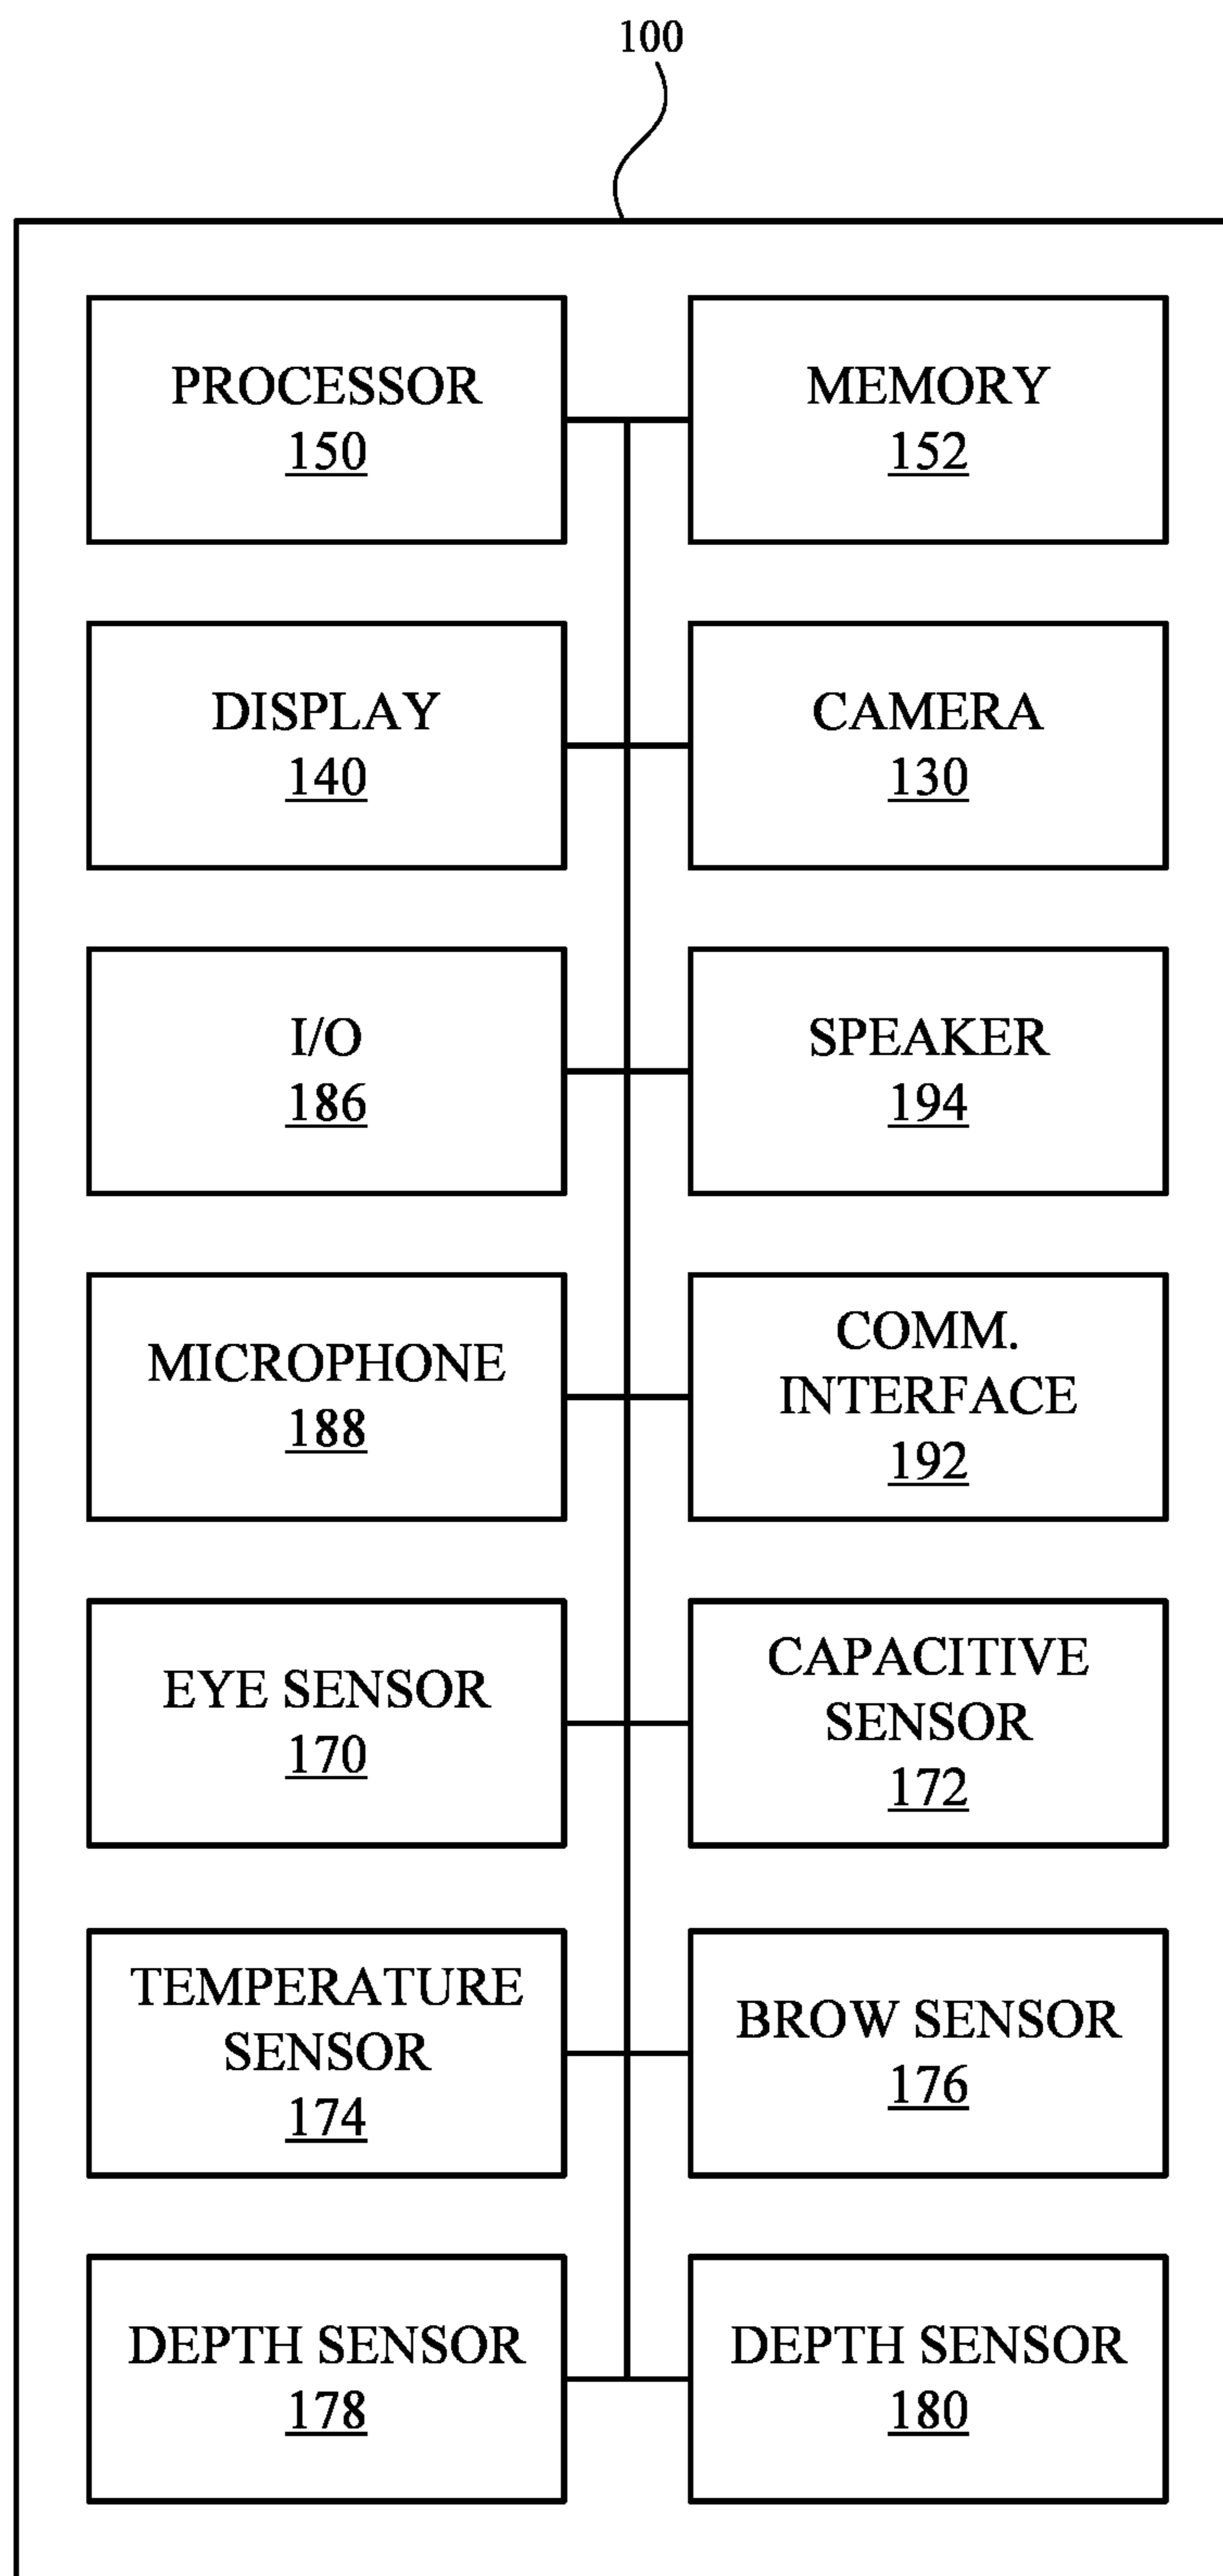 100
PROCESSOR
150
MEMORY
152
DISPLAY
140
CAMERA
130
I/O
186
SPEAKER
194
MICROPHONE
188
COMM.
INTERFACE
192
EYE SENSOR
170
CAPACITIVE
SENSOR
172
TEMPERATURE
SENSOR
174
BROW SENSOR
176
DEPTH SENSOR
178
DEPTH SENSOR
180